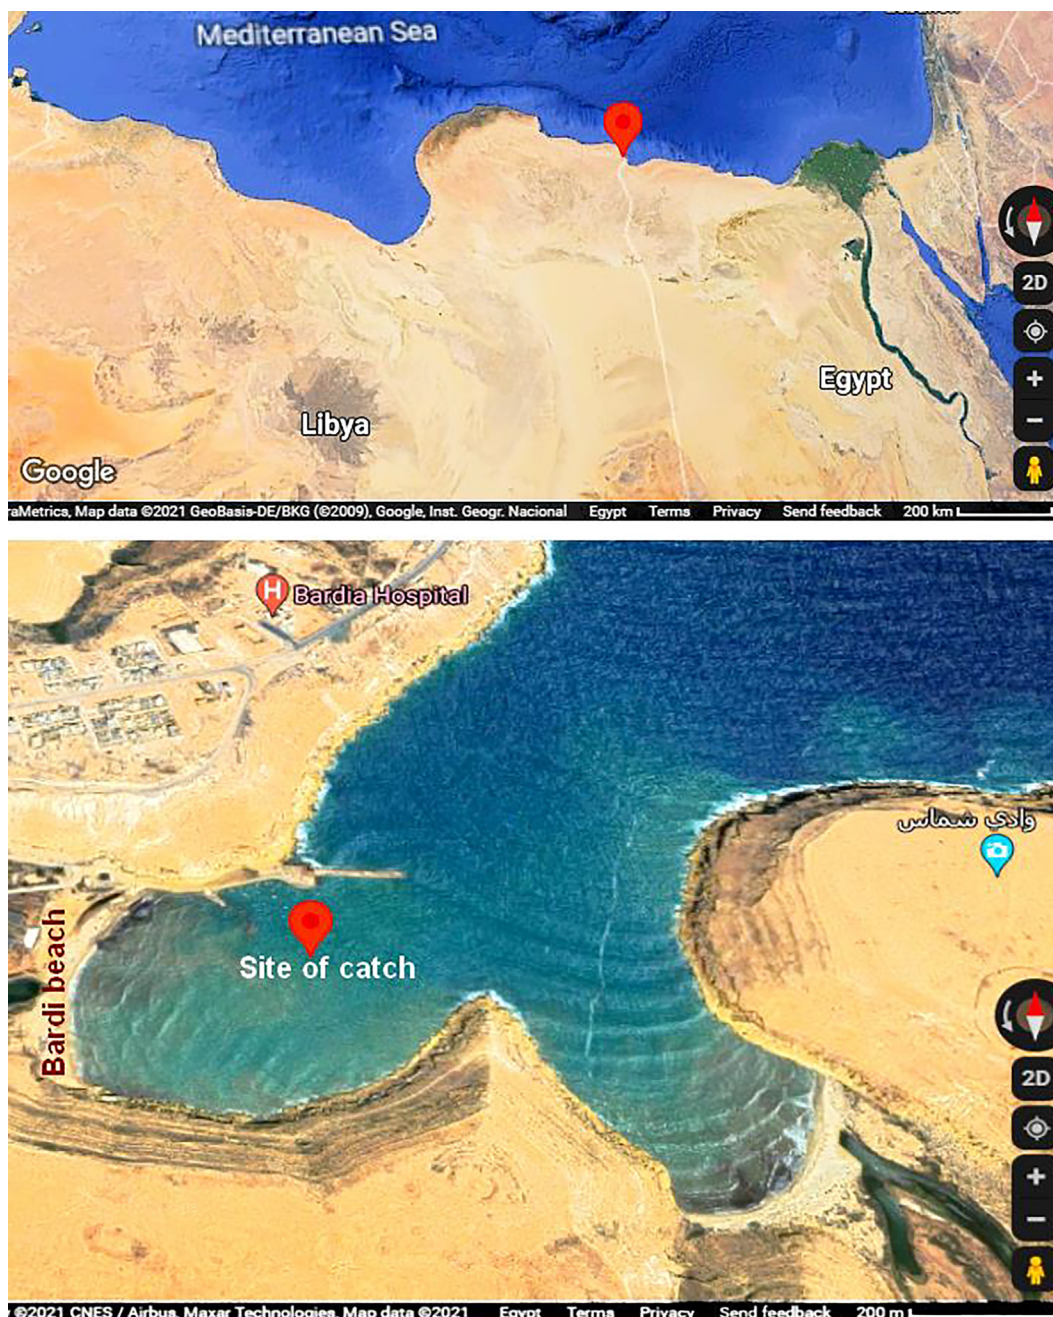 Mediterranean Sea
Libya
Egypt
Google
raMetrics, Map data ©2021 GeoBasis-DE/BKG (©2009), Google, Inst. Geogr. Nacional Egypt Terms Privacy Send feedback 200 km
2D
H Bardia Hospital
وادي شماس
Site of catch
Bardi beach
2D
©2021 CNES / Airbus, Maxar Technologies, Map data ©2021 Egypt Terms Privacy Send feedback 200 m